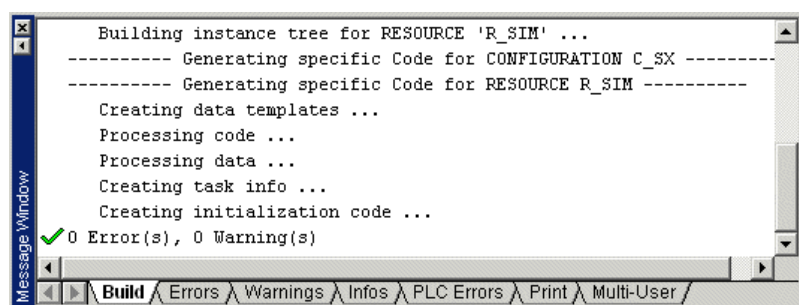 Building instance tree for RESOURCE 'R_SIM' ...
---------- Generating specific Code for CONFIGURATION C_SX ---------
---------- Generating specific Code for RESOURCE R_SIM ----------
Creating data templates ...
Processing code ...
Processing data ...
Creating task info ...
Creating initialization code ...
0 Error(s), 0 Warning(s)
Message Window
Build Errors Warnings Infos PLC Errors Print Multi-User